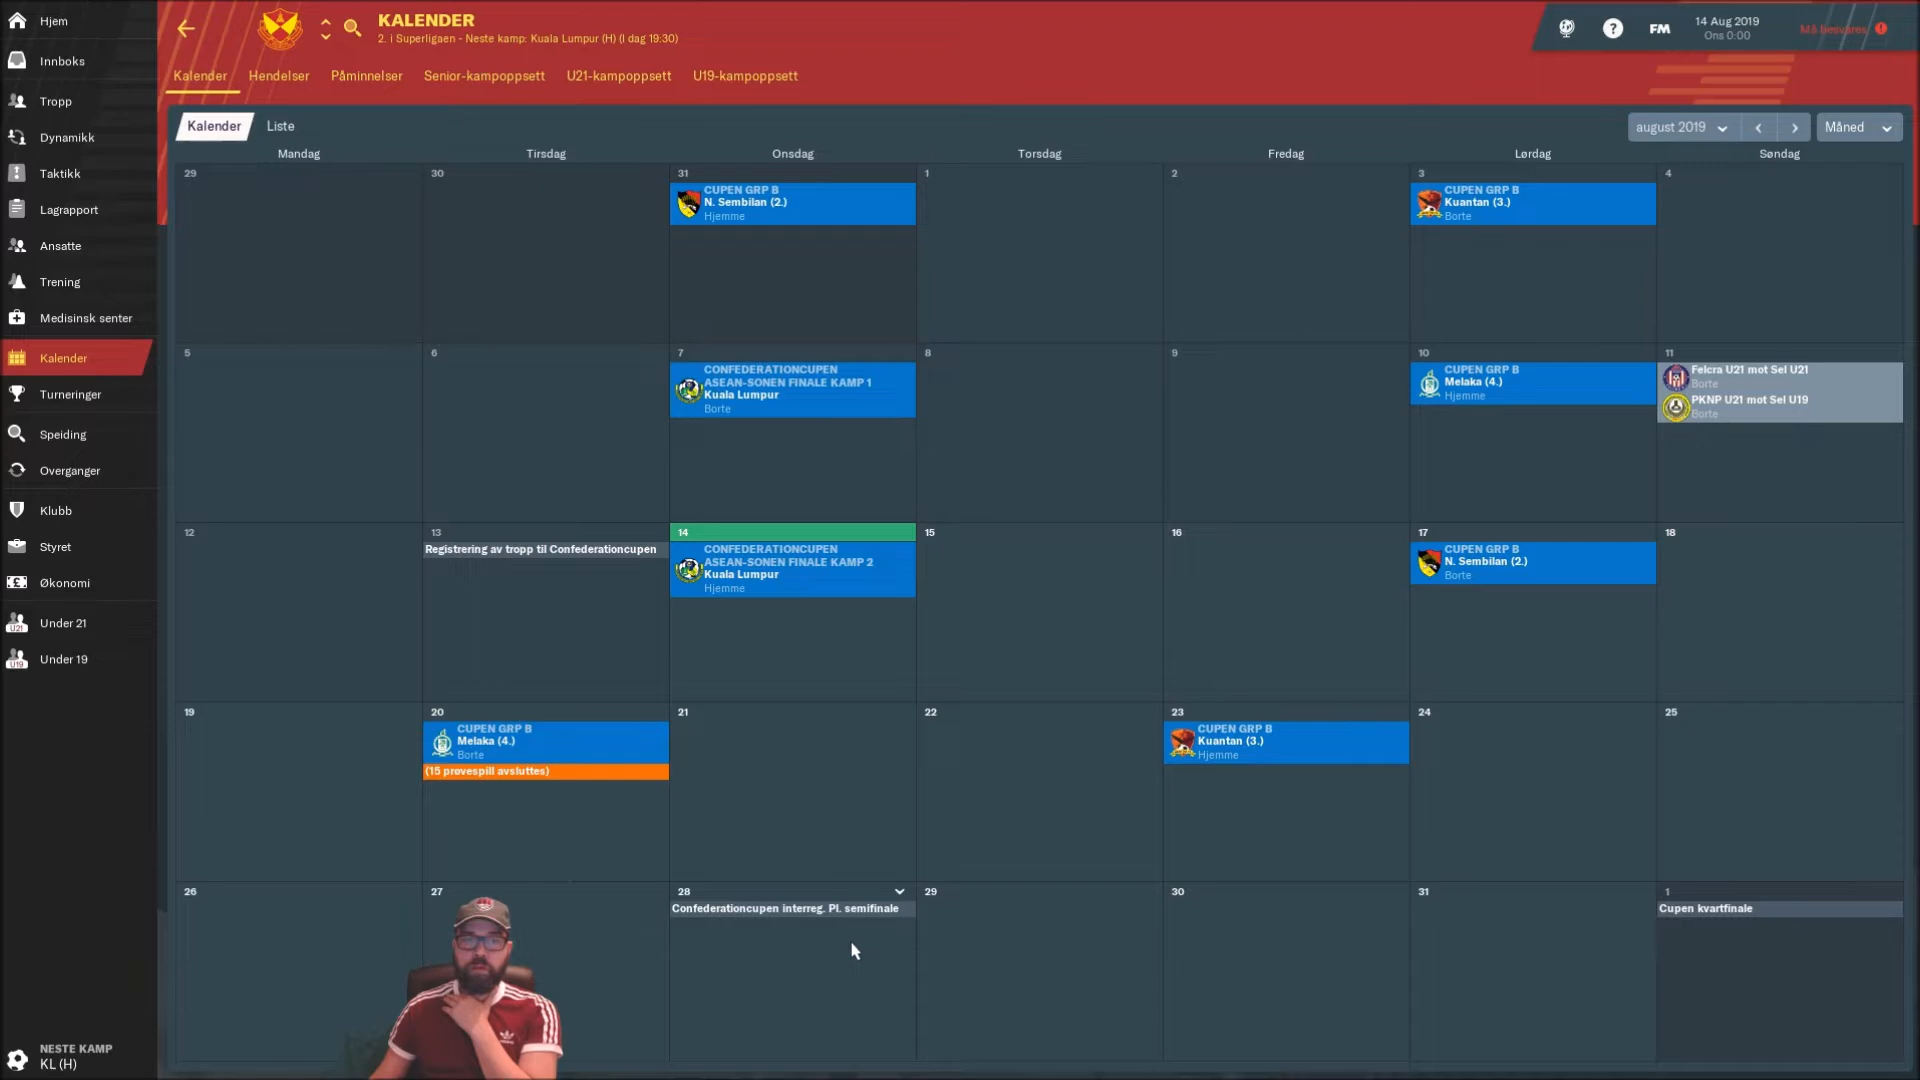 Hjem
Innboks
Tropp
Dynamikk
Taktikk
Lagrapport
Ansatte
Trening
Medisinsk senter
Kalender
Turneringer
Speiding
Overganger
Klubb
Styret
Økonomi
U21
Under 21
U19
Under 19
NESTE KAMP
KL (H)
KALENDER
2. i Superligaen - Neste kamp: Kuala Lumpur (H) (I dag 19:30)
FM
14 Aug 2019
Ons 0:00
Må besvares
Kalender
Hendelser
Påminnelser
Senior-kampoppsett
U21-kampoppsett
U19-kampoppsett
Kalender
Liste
august 2019
Måned
Mandag
Tirsdag
Onsdag
Torsdag
Fredag
Lørdag
Søndag
29
30
31
CUPEN GRP B
N. Sembilan (2.)
Hjemme
1
2
3
CUPEN GRP B
Kuantan (3.)
Borte
4
5
6
7
CONFEDERATIONCUPEN
ASEAN-SONEN FINALE KAMP 1
Kuala Lumpur
Borte
8
9
10
CUPEN GRP B
Melaka (4.)
Hjemme
11
Felcra U21 mot Sel U21
Borte
PKNP U21 mot Sel U19
Borte
12
13
Registrering av tropp til Confederationcupen
14
CONFEDERATIONCUPEN
ASEAN-SONEN FINALE KAMP 2
Kuala Lumpur
Hjemme
15
16
17
CUPEN GRP B
N. Sembilan (2.)
Borte
18
19
20
CUPEN GRP B
Melaka (4.)
Borte
(15 prøvespill avsluttes)
21
22
23
CUPEN GRP B
Kuantan (3.)
Hjemme
24
25
26
27
28
Confederationcupen interreg. Pl. semifinale
29
30
31
1
Cupen kvartfinale